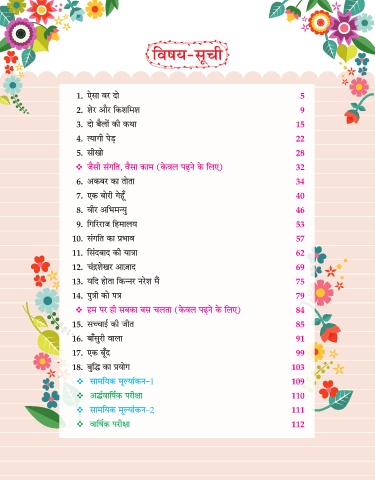 विषय-सूची
1. ऐसा वर दो 5
2. शेर और किशमिश 9
3. दो बैलों की कथा 15
4. त्यागी पेड़ 22
5. सीखो 28
❖ जैसी संगति, वैसा काम (केवल पढ़ने के लिए) 32
6. अकबर का तोता 34
7. एक बोरी गेहूँ 40
8. वीर अभिमन्यु 46
9. गिरिराज हिमालय 53
10. संगति का प्रभाव 57
11. सिंदबाद की यात्रा 62
12. चंद्रशेखर आज़ाद 69
13. यदि होता किन्नर नरेश मैं 75
14. पुत्री को पत्र 79
❖ हम पर ही सबका बस चलता (केवल पढ़ने के लिए) 84
15. सच्चाई की जीत 85
16. बाँसुरी वाला 91
17. एक बूँद 99
18. बुद्धि का प्रयोग 103
❖ सामयिक मूल्यांकन-1 109
❖ अर्द्धवार्षिक परीक्षा 110
❖ सामयिक मूल्यांकन-2 111
❖ वार्षिक परीक्षा 112